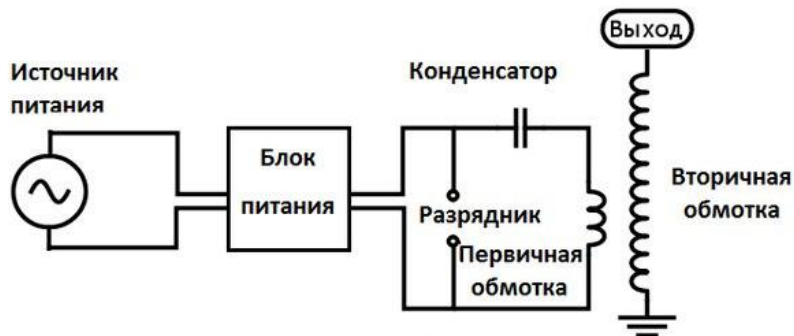 Выход
Источник
питания
Конденсатор
Блок
питания
Разрядник
Первичная
обмотка
Вторичная
обмотка